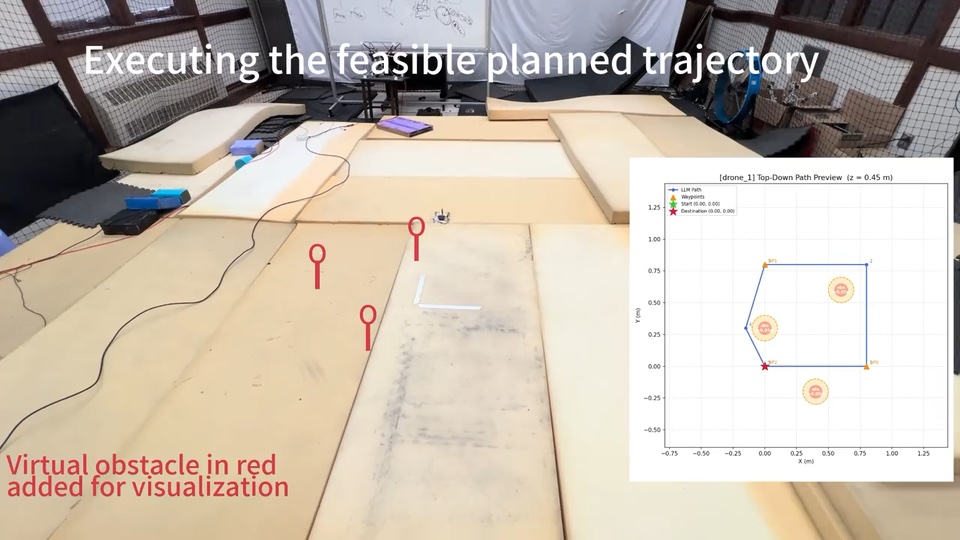 Executing the feasible planned trajectory
[drone_1] Top-Down Path Preview (z = 0.45 m)
LLM Path
Waypoints
Start (0.00, 0.00)
Destination (0.00, 0.00)
1.25
1.00
0.75
0.50
0.25
0.00
−0.25
−0.50
Y (m)
−0.75
−0.50
−0.25
0.00
0.25
0.50
0.75
1.00
1.25
X (m)
Virtual obstacle in red
added for visualization